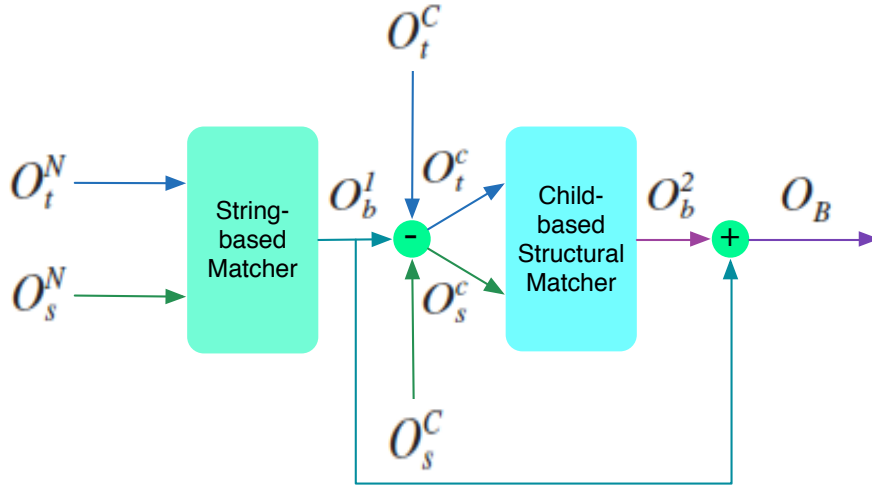 O_t^C
O_t^N
O_s^N
String-
based
Matcher
O_b^1
-
O_t^c
O_s^c
O_s^C
Child-
based
Structural
Matcher
O_b^2
+
O_B